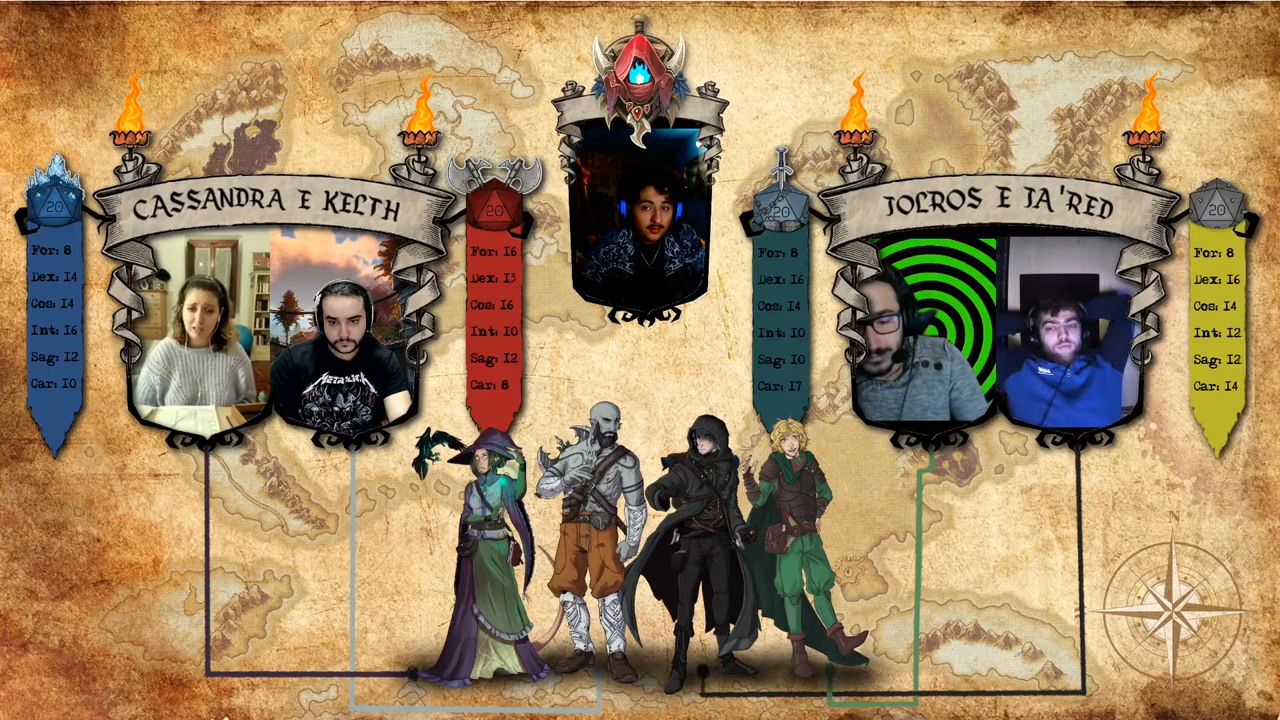 CASSANDRA E KELTH
JOLROS E JA'RED
20
For: 8
Dex: 14
Cos: 14
Int: 16
Sag: 12
Car: 10
20
For: 16
Dex: 13
Cos: 16
Int: 10
Sag: 12
Car: 8
METALLICA
20
For: 8
Dex: 16
Cos: 14
Int: 10
Sag: 10
Car: 17
20
For: 8
Dex: 16
Cos: 14
Int: 12
Sag: 12
Car: 14
N